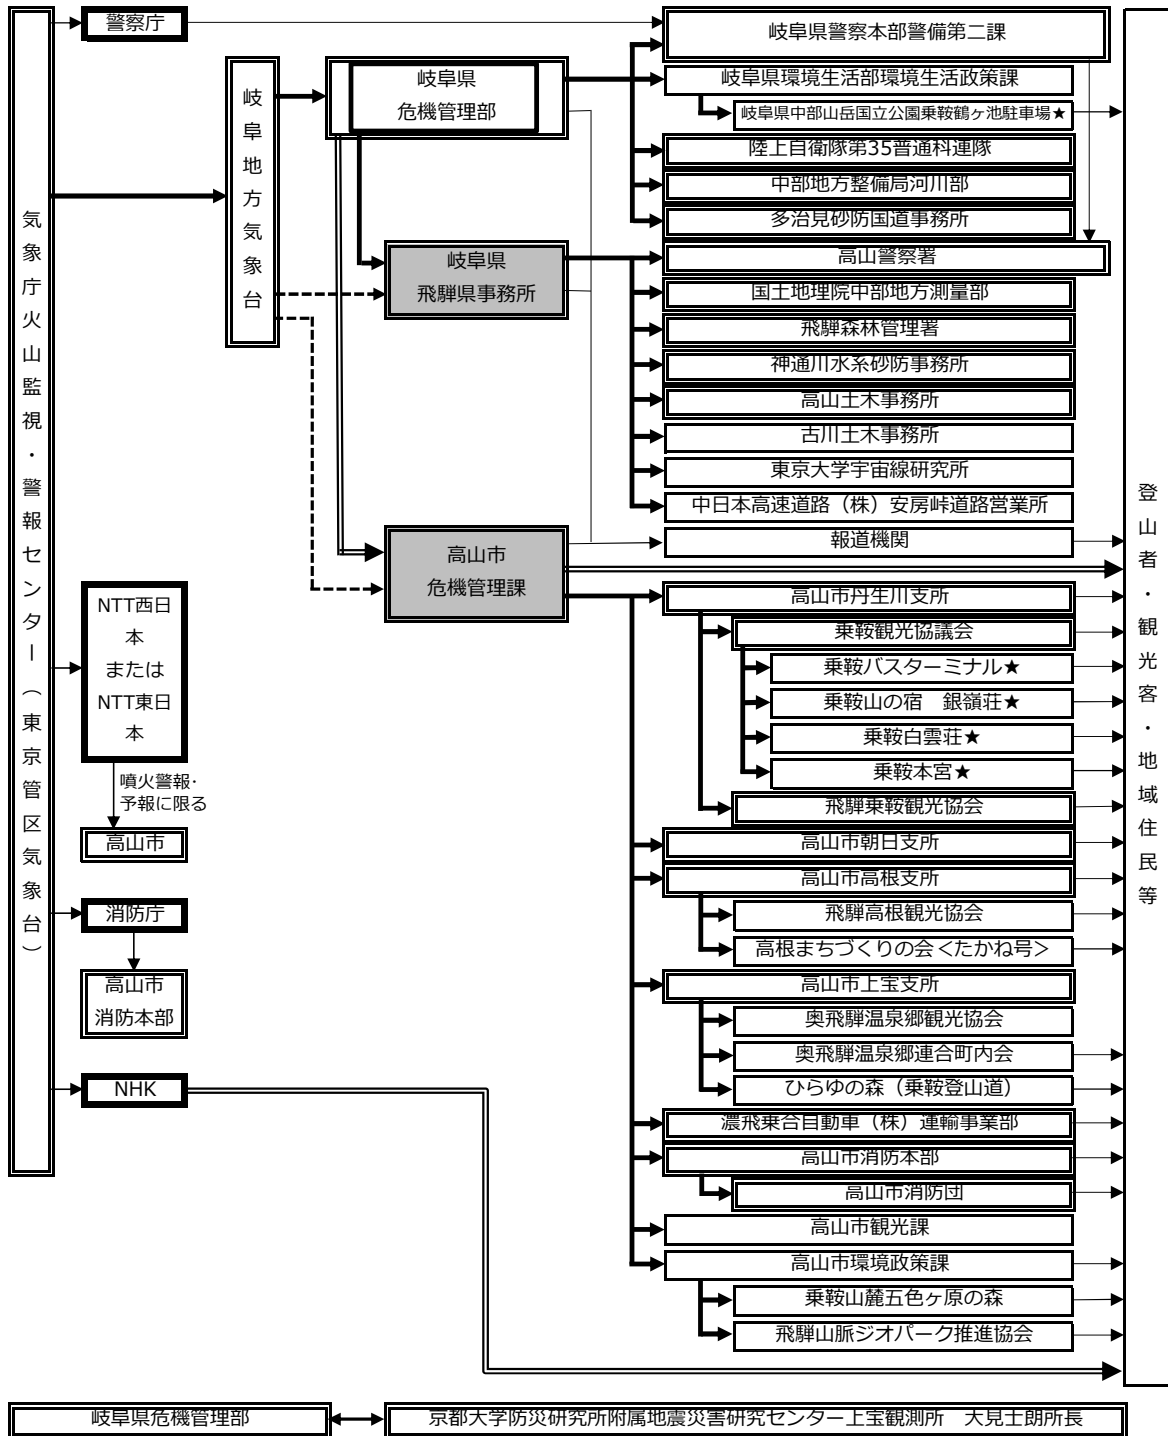 気象庁火山監視・警報センター（東京管区気象台）
警察庁
NTT西日
本
または
NTT東日
本
噴火警報・
予報に限る
高山市
消防庁
高山市
消防本部
NHK
岐阜地方気象台
岐阜県
危機管理部
岐阜県
飛騨県事務所
高山市
危機管理課
岐阜県警察本部警備第二課
岐阜県環境生活部環境生活政策課
岐阜県中部山岳国立公園乗鞍鶴ヶ池駐車場★
陸上自衛隊第35普通科連隊
中部地方整備局河川部
多治見砂防国道事務所
高山警察署
国土地理院中部地方測量部
飛騨森林管理署
神通川水系砂防事務所
高山土木事務所
古川土木事務所
東京大学宇宙線研究所
中日本高速道路（株）安房峠道路営業所
報道機関
高山市丹生川支所
乗鞍観光協議会
乗鞍バスターミナル★
乗鞍山の宿　銀嶺荘★
乗鞍白雲荘★
乗鞍本宮★
飛騨乗鞍観光協会
高山市朝日支所
高山市高根支所
飛騨高根観光協会
高根まちづくりの会＜たかね号＞
高山市上宝支所
奥飛騨温泉郷観光協会
奥飛騨温泉郷連合町内会
ひらゆの森（乗鞍登山道）
濃飛乗合自動車（株）運輸事業部
高山市消防本部
高山市消防団
高山市観光課
高山市環境政策課
乗鞍山麓五色ヶ原の森
飛騨山脈ジオパーク推進協会
登山者・観光客・地域住民等
岐阜県危機管理部
京都大学防災研究所附属地震災害研究センター上宝観測所　大見士朗所長